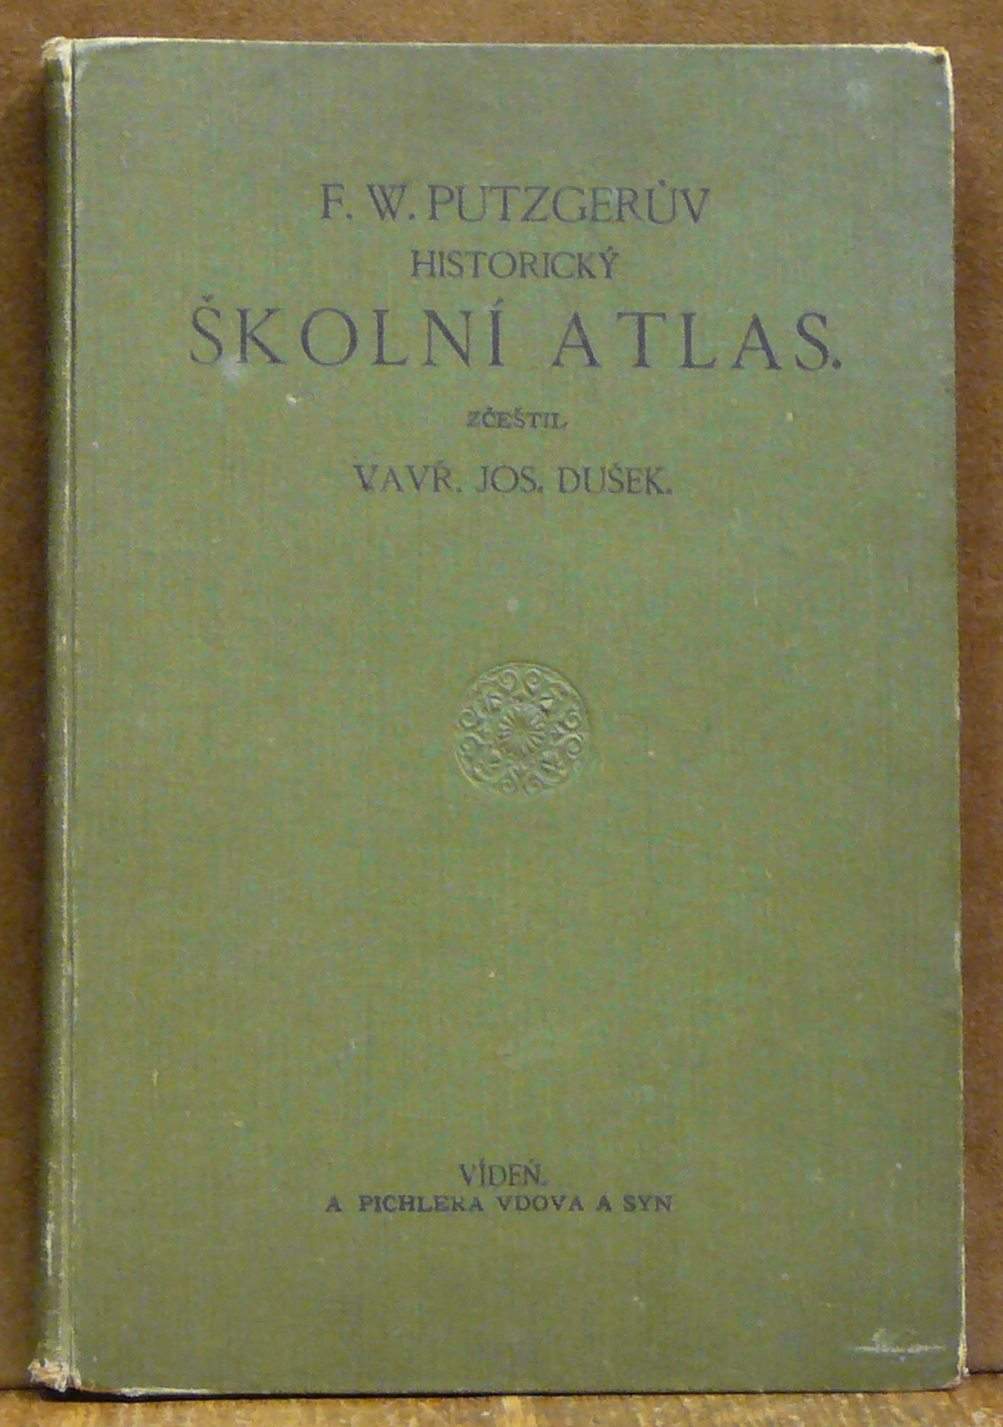 F. W. PUTZGERŮV
HISTORICKÝ
ŠKOLNÍ ATLAS.
ZČEŠTIL
VAVŘ. JOS. DUŠEK.
VÍDEŇ.
A PICHLERA VDOVA A SYN